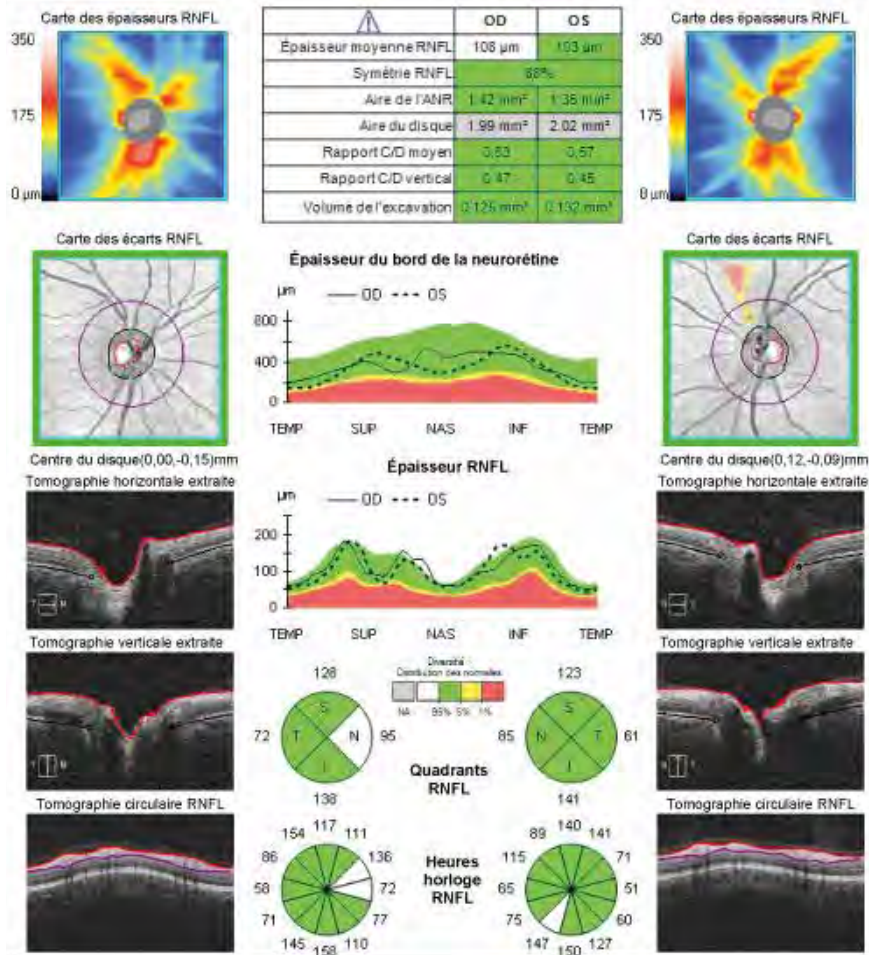 Carte des épaisseurs RNFL
350
175
0 µm
OD OS
Épaisseur moyenne RNFL 108 µm 103 µm
Symétrie RNFL 88%
Aire de l'ANR 1.42 mm² 1.35 mm²
Aire du disque 1.99 mm² 2.02 mm²
Rapport C/D moyen 0,53 0,57
Rapport C/D vertical 0.47 0.45
Volume de l'excavation 0.125 mm³ 0.132 mm³
Carte des épaisseurs RNFL
350
175
0 µm
Carte des écarts RNFL
Centre du disque(0,00,-0,15)mm
Épaisseur du bord de la neurorétine
µm OD OS
800
400
0
TEMP SUP NAS INF TEMP
Carte des écarts RNFL
Centre du disque(0,12,-0,09)mm
Tomographie horizontale extraite
Épaisseur RNFL
µm OD OS
200
100
0
TEMP SUP NAS INF TEMP
Tomographie horizontale extraite
Tomographie verticale extraite
Diversité
Distribution des normales
NA 95% 5% 1%
126
S
72 T N 95
I
138
Quadrants
RNFL
123
S
85 N T 61
I
141
Tomographie verticale extraite
Tomographie circulaire RNFL
117
154 111
86 136
58 72
71 77
145 110
158
Heures
horloge
RNFL
140
89 141
115 71
65 51
75 60
147 127
150
Tomographie circulaire RNFL